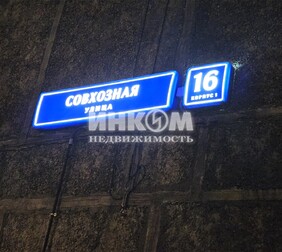 СОВХОЗНАЯ
УЛИЦА
16
КОРПУС 1
ИНКОМ
НЕДВИЖИМОСТЬ